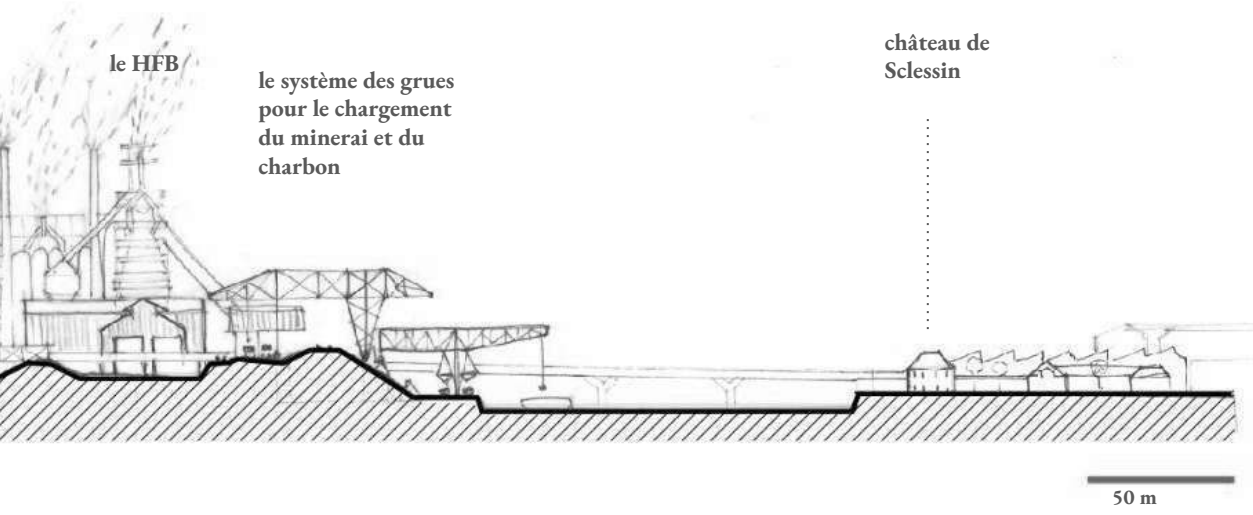 le HFB
le système des grues
pour le chargement
du minerai et du
charbon
château de
Sclessin
50 m